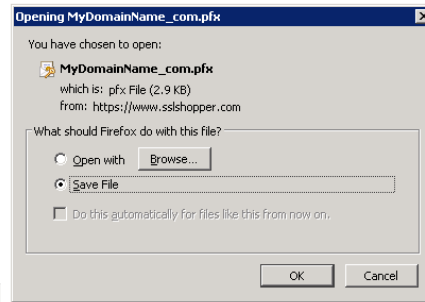 Opening MyDomainName_com.pfx
You have chosen to open:
MyDomainName_com.pfx
which is: pfx File (2.9 KB)
from: https://www.sslshopper.com
What should Firefox do with this file?
Open with Browse...
Save File
Do this automatically for files like this from now on.
OK Cancel